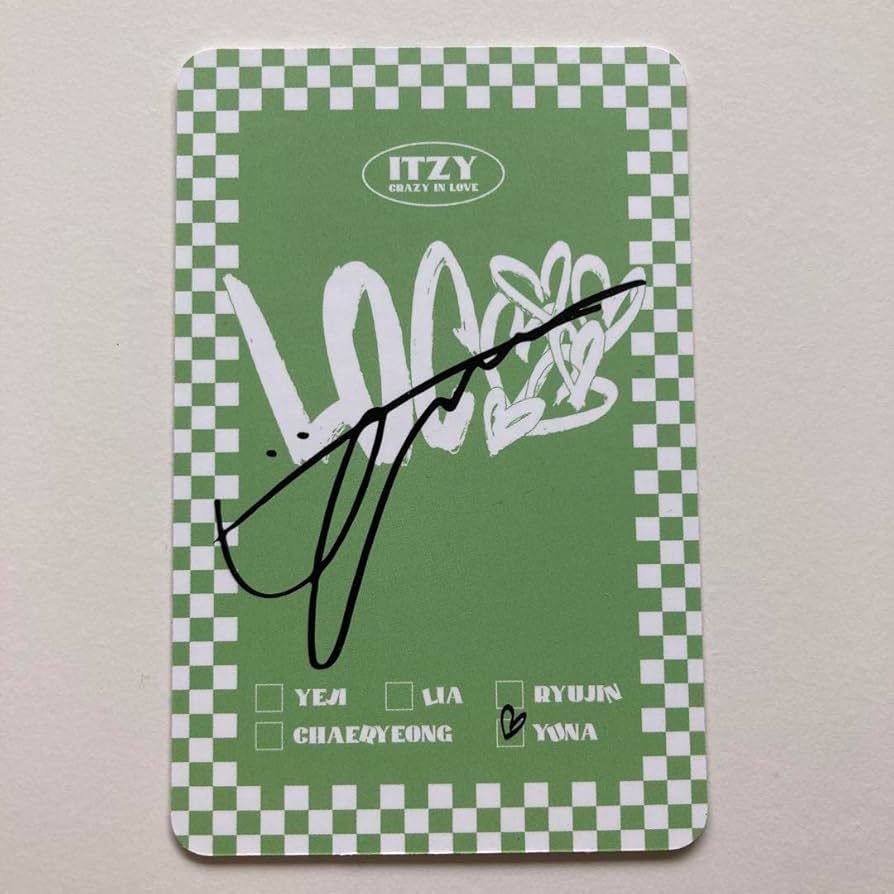 ITZY
CRAZY IN LOVE
LOCO
YEJI LIA RYUJIN
CHAERYEONG YUNA